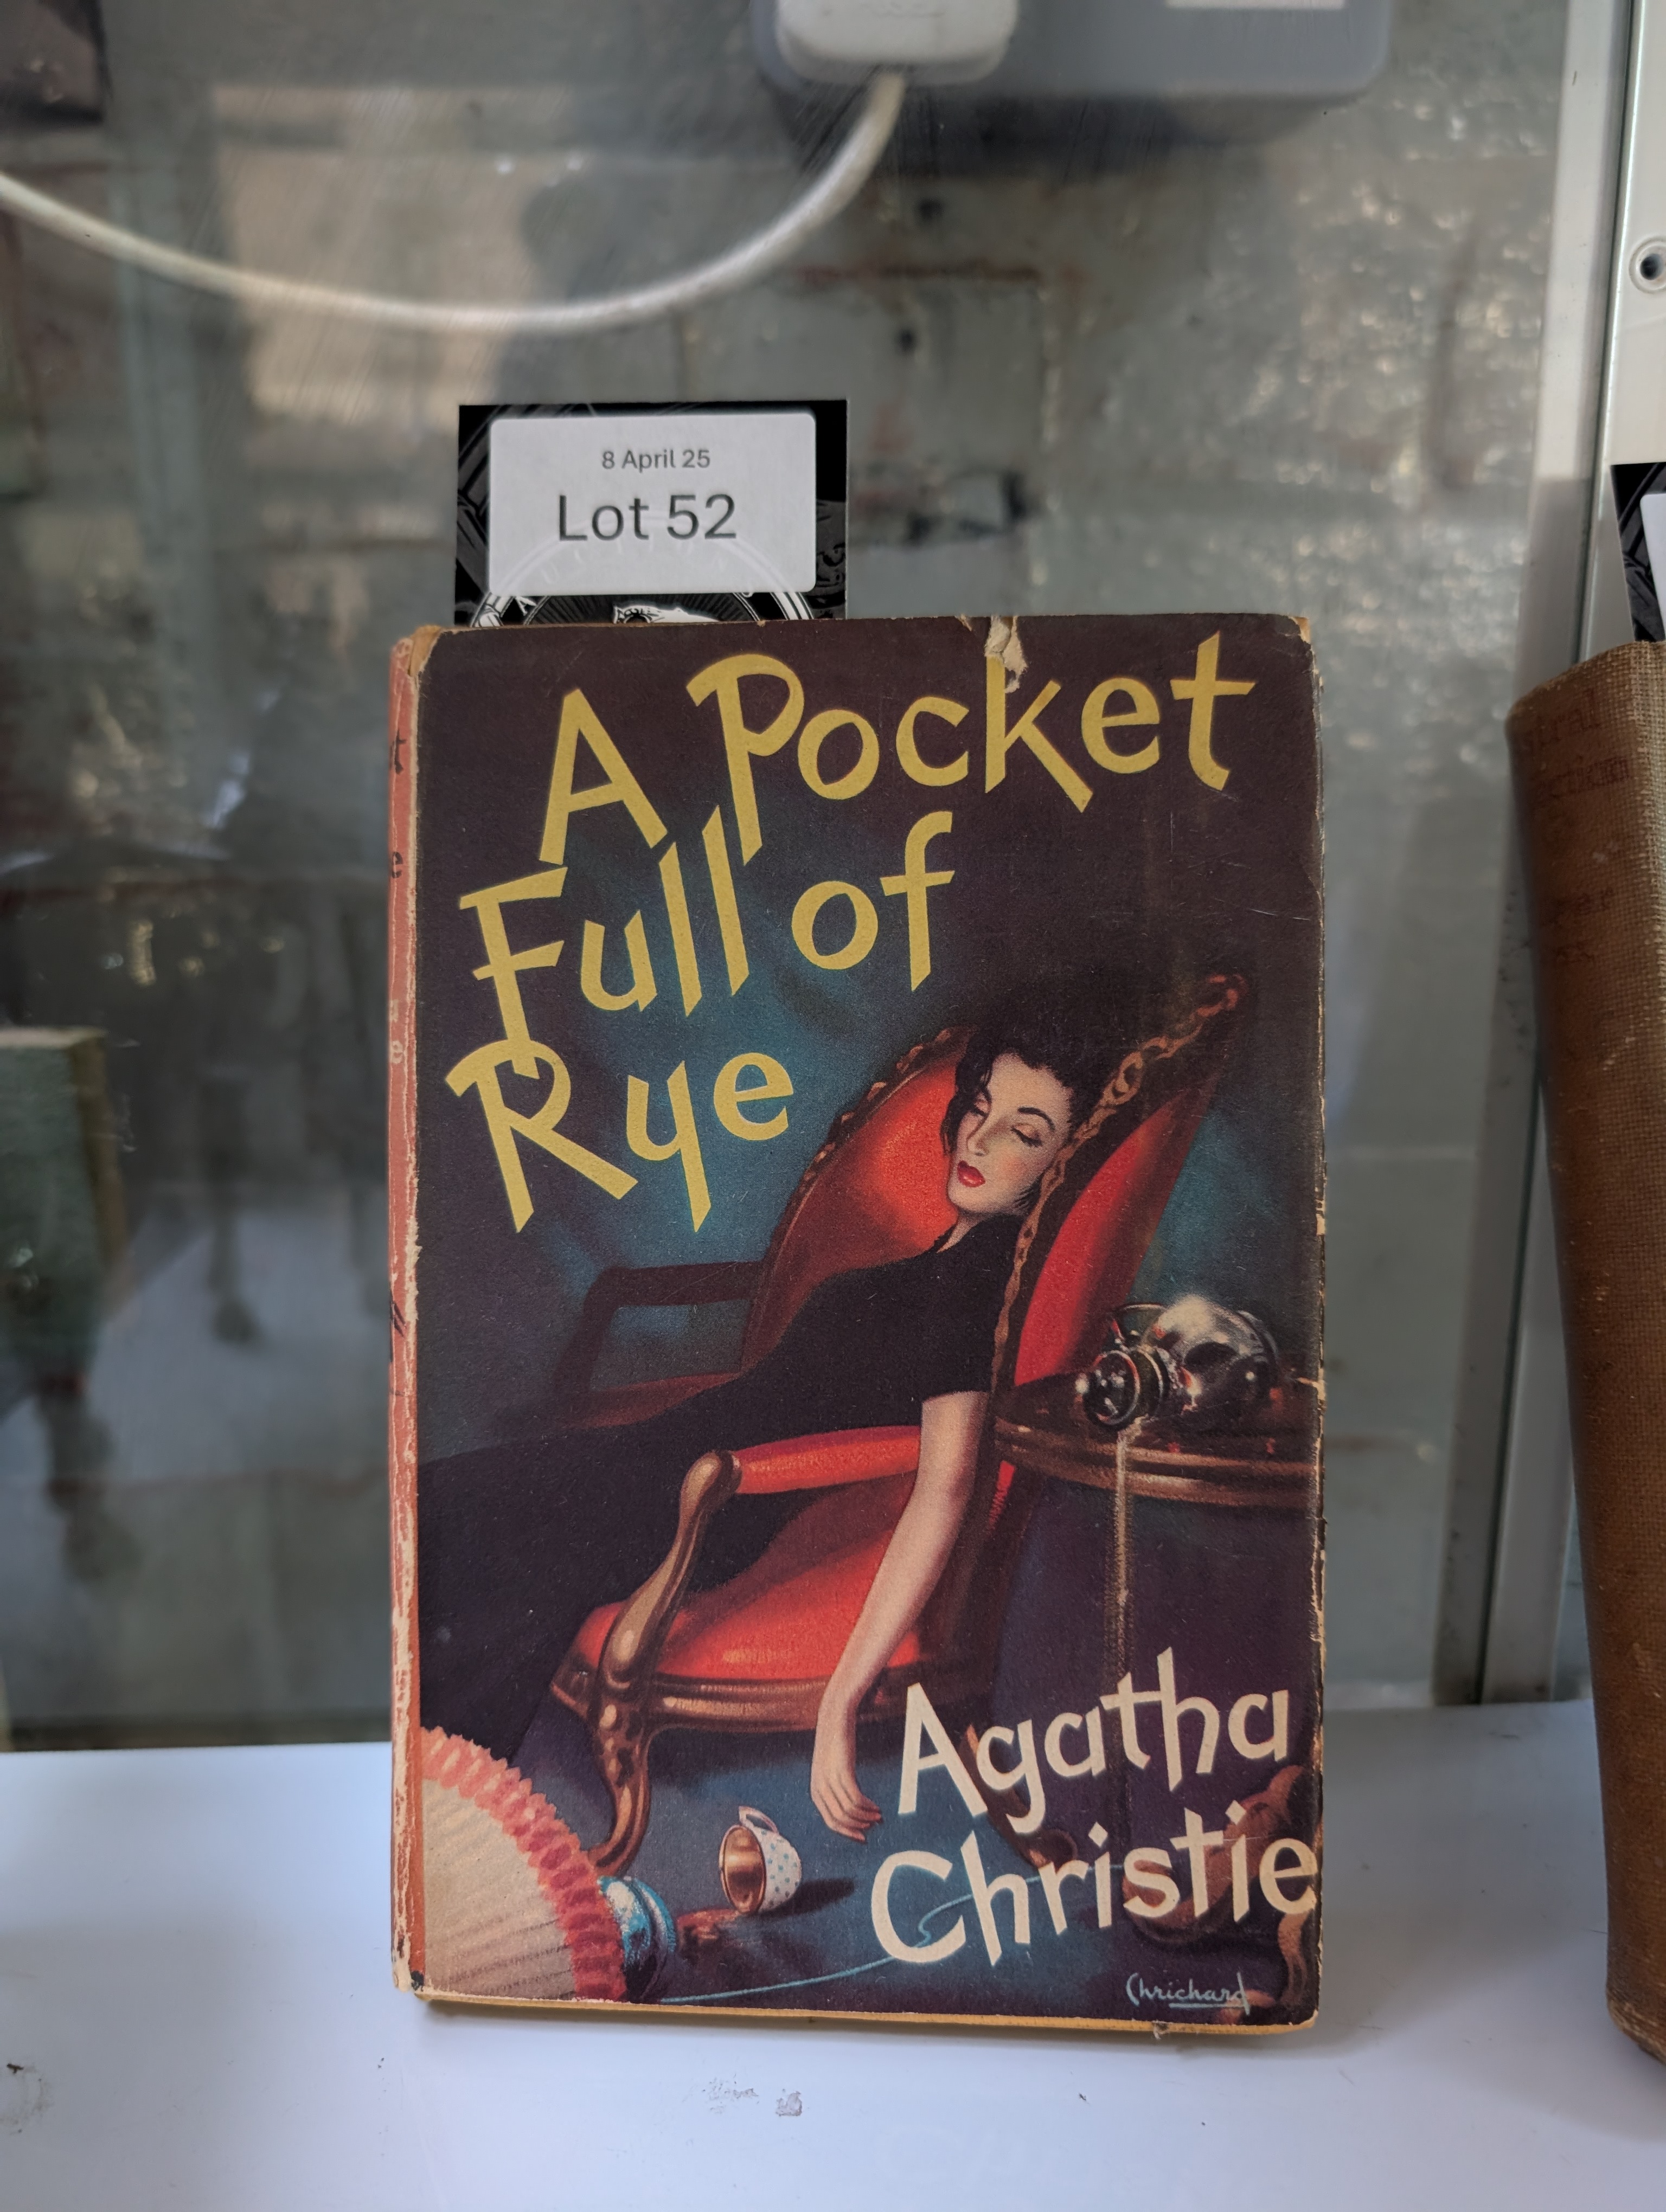 8 April 25
Lot 52
A Pocket
Full of
Rye
Agatha
Christie
Chrichard